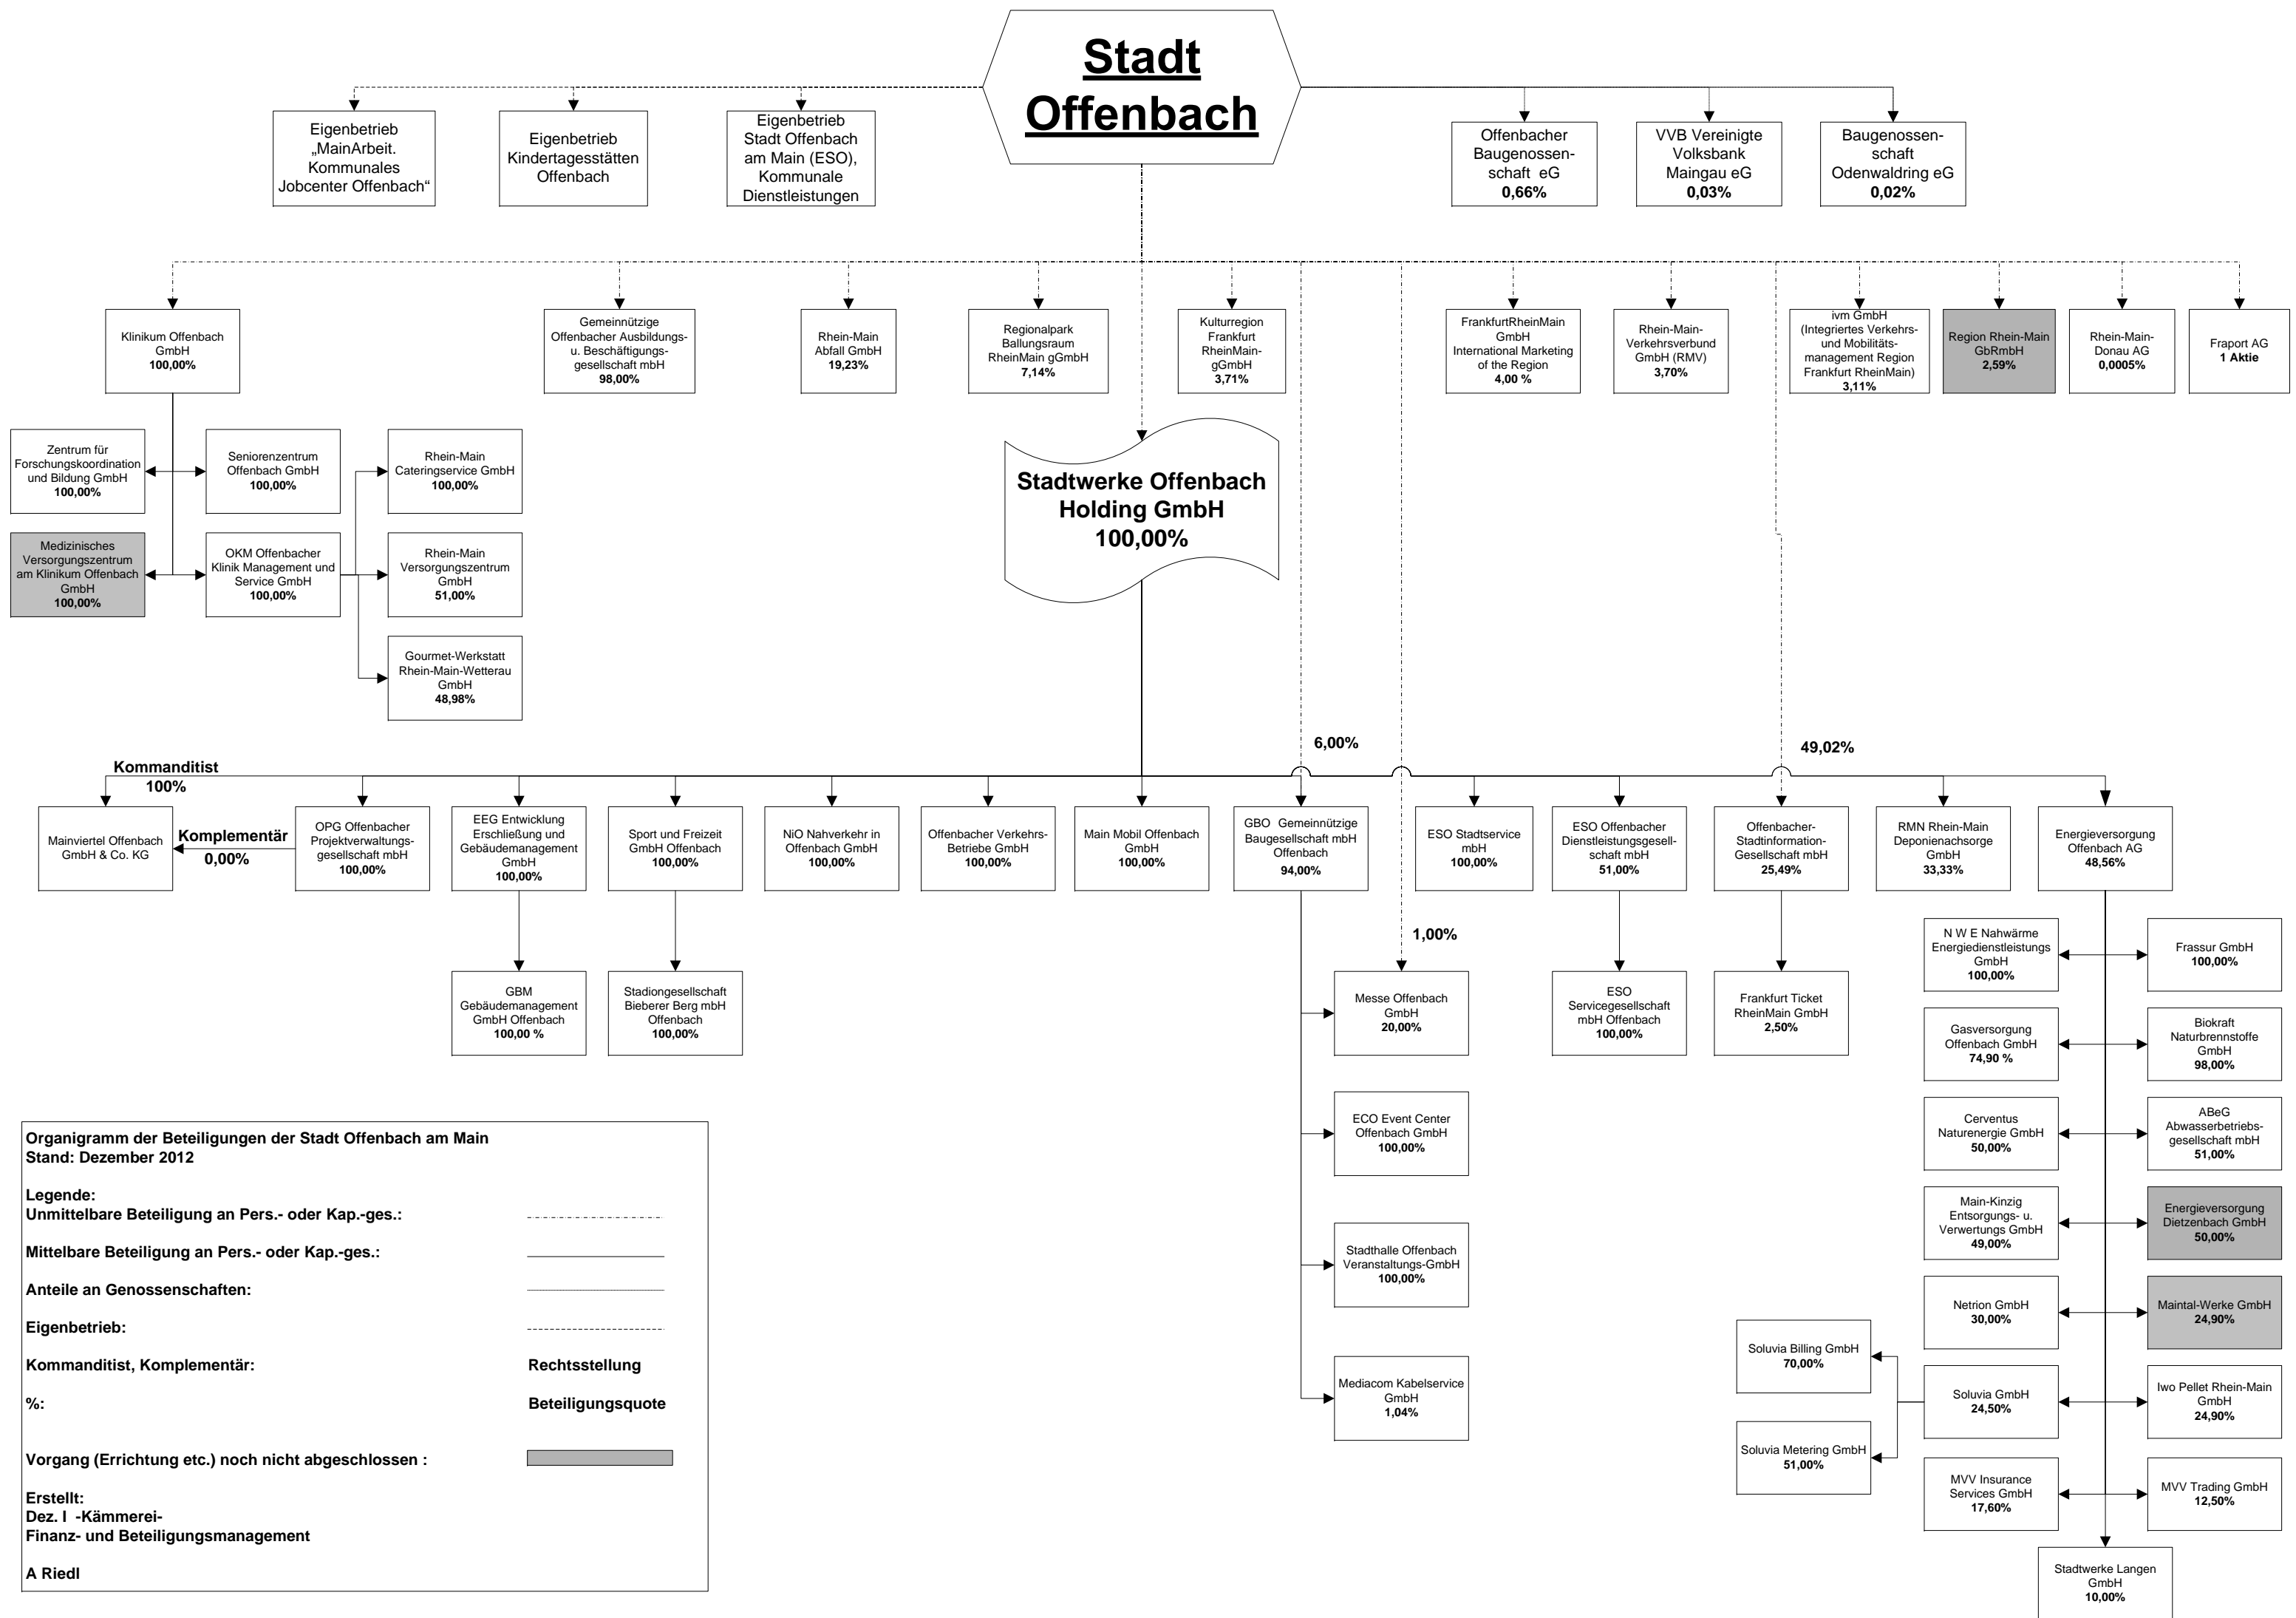 Stadt
Offenbach
Eigenbetrieb
„MainArbeit.
Kommunales
Jobcenter Offenbach“
Eigenbetrieb
Kindertagesstätten
Offenbach
Eigenbetrieb
Stadt Offenbach
am Main (ESO),
Kommunale
Dienstleistungen
Offenbacher
Baugenossen-
schaft eG
0,66%
VVB Vereinigte
Volksbank
Maingau eG
0,03%
Baugenossen-
schaft
Odenwaldring eG
0,02%
Klinikum Offenbach
GmbH
100,00%
Gemeinnützige
Offenbacher Ausbildungs-
u. Beschäftigungs-
gesellschaft mbH
98,00%
Rhein-Main
Abfall GmbH
19,23%
Regionalpark
Ballungsraum
RheinMain gGmbH
7,14%
Kulturregion
Frankfurt
RheinMain-
gGmbH
3,71%
FrankfurtRheinMain
GmbH
International Marketing
of the Region
4,00 %
Rhein-Main-
Verkehrsverbund
GmbH (RMV)
3,70%
ivm GmbH
(Integriertes Verkehrs-
und Mobilitäts-
management Region
Frankfurt RheinMain)
3,11%
Region Rhein-Main
GbRmbH
2,59%
Rhein-Main-
Donau AG
0,0005%
Fraport AG
1 Aktie
Zentrum für
Forschungskoordination
und Bildung GmbH
100,00%
Seniorenzentrum
Offenbach GmbH
100,00%
Rhein-Main
Cateringservice GmbH
100,00%
Medizinisches
Versorgungszentrum
am Klinikum Offenbach
GmbH
100,00%
OKM Offenbacher
Klinik Management und
Service GmbH
100,00%
Rhein-Main
Versorgungszentrum
GmbH
51,00%
Gourmet-Werkstatt
Rhein-Main-Wetterau
GmbH
48,98%
Stadtwerke Offenbach
Holding GmbH
100,00%
6,00%
49,02%
Kommanditist
100%
Mainviertel Offenbach
GmbH & Co. KG
Komplementär
0,00%
OPG Offenbacher
Projektverwaltungs-
gesellschaft mbH
100,00%
EEG Entwicklung
Erschließung und
Gebäudemanagement
GmbH
100,00%
Sport und Freizeit
GmbH Offenbach
100,00%
NiO Nahverkehr in
Offenbach GmbH
100,00%
Offenbacher Verkehrs-
Betriebe GmbH
100,00%
Main Mobil Offenbach
GmbH
100,00%
GBO Gemeinnützige
Baugesellschaft mbH
Offenbach
94,00%
ESO Stadtservice
mbH
100,00%
ESO Offenbacher
Dienstleistungsgesell-
schaft mbH
51,00%
Offenbacher-
Stadtinformation-
Gesellschaft mbH
25,49%
RMN Rhein-Main
Deponienachsorge
GmbH
33,33%
Energieversorgung
Offenbach AG
48,56%
1,00%
GBM
Gebäudemanagement
GmbH Offenbach
100,00 %
Stadiongesellschaft
Bieberer Berg mbH
Offenbach
100,00%
Messe Offenbach
GmbH
20,00%
ESO
Servicegesellschaft
mbH Offenbach
100,00%
Frankfurt Ticket
RheinMain GmbH
2,50%
ECO Event Center
Offenbach GmbH
100,00%
Stadthalle Offenbach
Veranstaltungs-GmbH
100,00%
Mediacom Kabelservice
GmbH
1,04%
N W E Nahwärme
Energiedienstleistungs
GmbH
100,00%
Frassur GmbH
100,00%
Gasversorgung
Offenbach GmbH
74,90 %
Biokraft
Naturbrennstoffe
GmbH
98,00%
Cerventus
Naturenergie GmbH
50,00%
ABeG
Abwasserbetriebs-
gesellschaft mbH
51,00%
Main-Kinzig
Entsorgungs- u.
Verwertungs GmbH
49,00%
Energieversorgung
Dietzenbach GmbH
50,00%
Netrion GmbH
30,00%
Maintal-Werke GmbH
24,90%
Soluvia Billing GmbH
70,00%
Soluvia GmbH
24,50%
Iwo Pellet Rhein-Main
GmbH
24,90%
Soluvia Metering GmbH
51,00%
MVV Insurance
Services GmbH
17,60%
MVV Trading GmbH
12,50%
Stadtwerke Langen
GmbH
10,00%
Organigramm der Beteiligungen der Stadt Offenbach am Main
Stand: Dezember 2012
Legende:
Unmittelbare Beteiligung an Pers.- oder Kap.-ges.:
Mittelbare Beteiligung an Pers.- oder Kap.-ges.:
Anteile an Genossenschaften:
Eigenbetrieb:
Kommanditist, Komplementär: Rechtsstellung
%: Beteiligungsquote
Vorgang (Errichtung etc.) noch nicht abgeschlossen :
Erstellt:
Dez. I -Kämmerei-
Finanz- und Beteiligungsmanagement
A Riedl